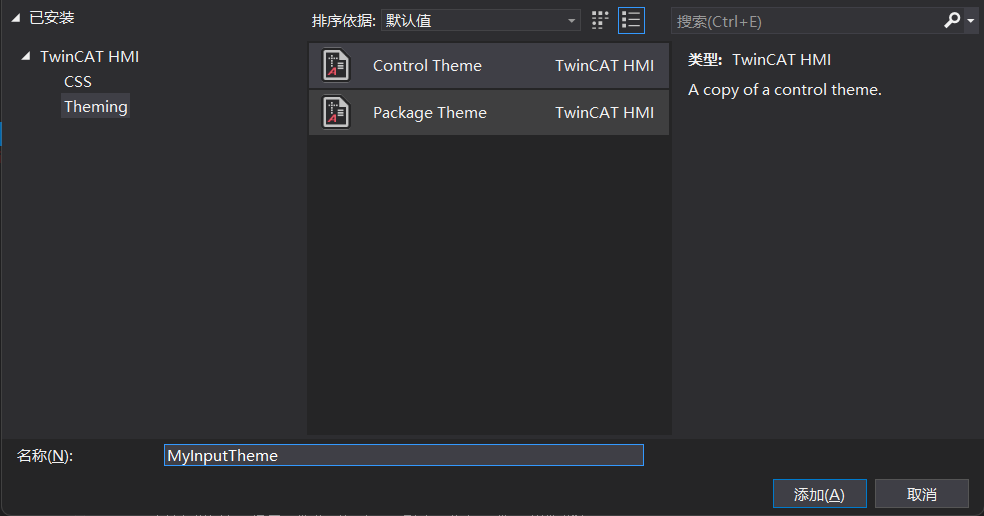 已安装
排序依据: 默认值
搜索(Ctrl+E)
TwinCAT HMI
CSS
Theming
Control Theme TwinCAT HMI
Package Theme TwinCAT HMI
类型: TwinCAT HMI
A copy of a control theme.
名称(N): MyInputTheme
添加(A) 取消